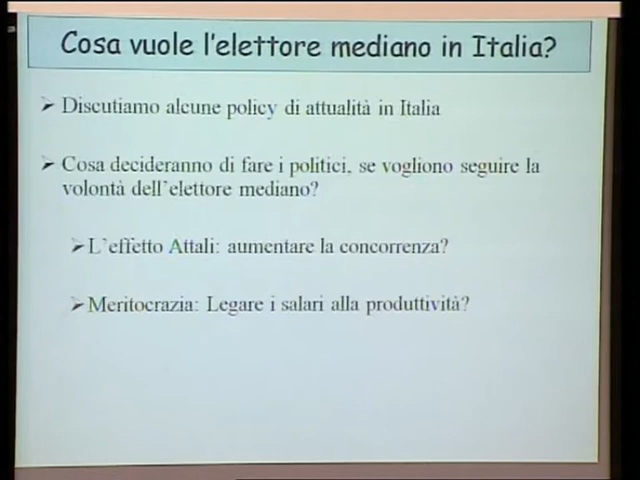 Cosa vuole l'elettore mediano in Italia?
➢ Discutiamo alcune policy di attualità in Italia
➢ Cosa decideranno di fare i politici, se vogliono seguire la
volontà dell'elettore mediano?
➢ L'effetto Attali: aumentare la concorrenza?
➢ Meritocrazia: Legare i salari alla produttività?